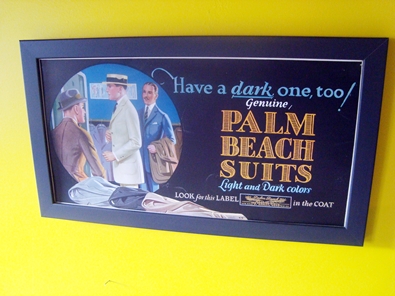 Have a dark one, too!
Genuine
PALM
BEACH
SUITS
Light and Dark colors
LOOK for this LABEL in the COAT